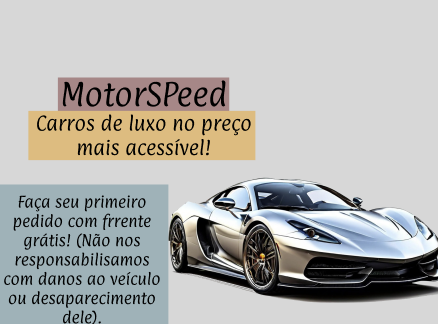 MotorSPeed
Carros de luxo no preço
mais acessível!
Faça seu primeiro
pedido com frrente
grátis! (Não nos
responsabilisamos
com danos ao veículo
ou desaparecimento
dele).